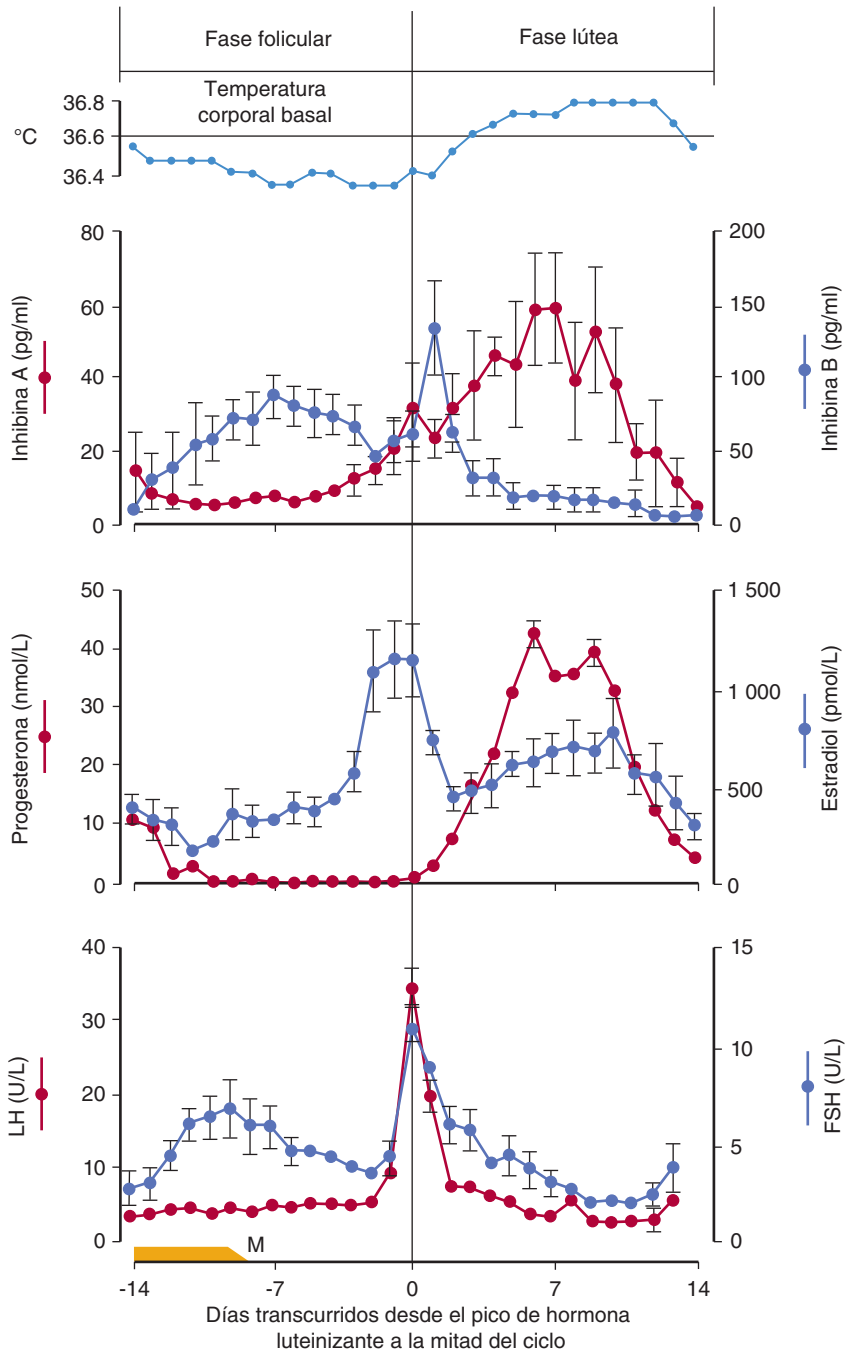 Fase folicular
Fase lútea
Temperatura
corporal basal
°C
36.8
36.6
36.4
Inhibina A (pg/ml)
80
60
40
20
0
200
150
100
50
0
Inhibina B (pg/ml)
Progesterona (nmol/L)
50
40
30
20
10
0
1 500
1 000
500
0
Estradiol (pmol/L)
LH (U/L)
40
30
20
10
0
15
10
5
0
FSH (U/L)
M
-14
-7
0
7
14
Días transcurridos desde el pico de hormona
luteinizante a la mitad del ciclo